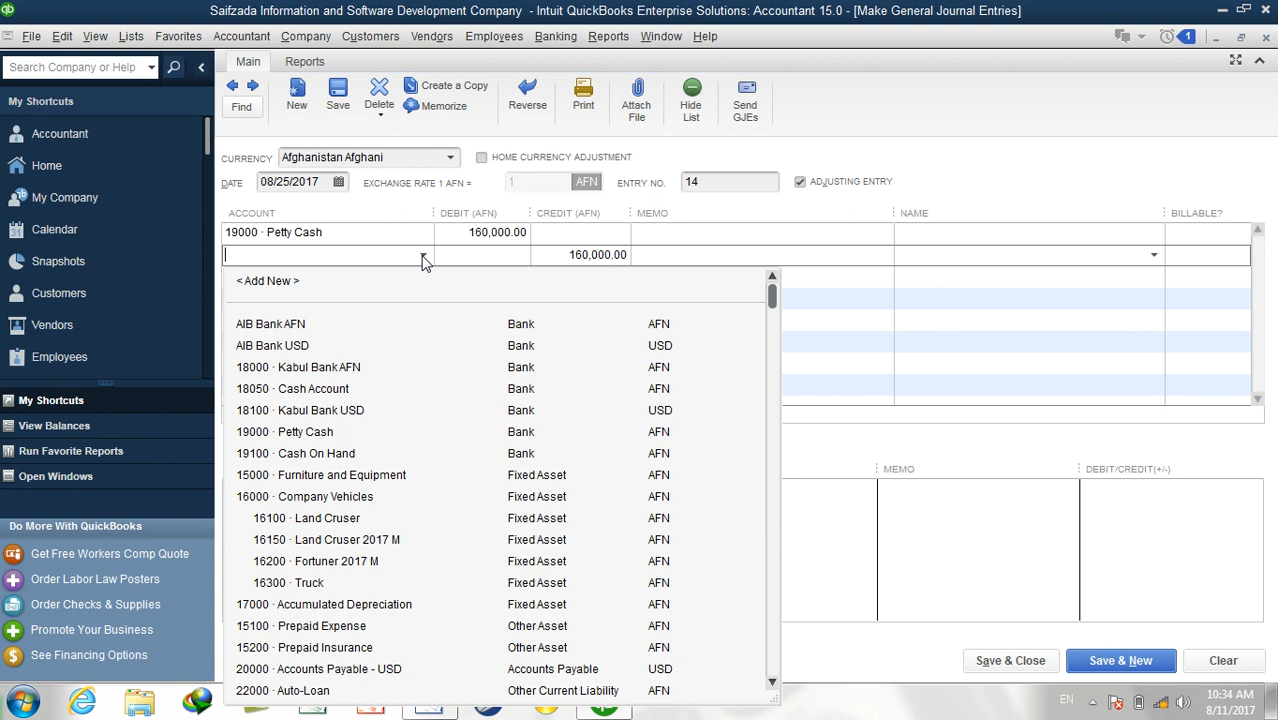 Saifzada Information and Software Development Company - Intuit QuickBooks Enterprise Solutions: Accountant 15.0 - [Make General Journal Entries]
File Edit View Lists Favorites Accountant Company Customers Vendors Employees Banking Reports Window Help
1
Search Company or Help
Main Reports
My Shortcuts
Accountant
Home
My Company
Calendar
Snapshots
Customers
Vendors
Employees
My Shortcuts
View Balances
Run Favorite Reports
Open Windows
Do More With QuickBooks
Get Free Workers Comp Quote
Order Labor Law Posters
Order Checks & Supplies
Promote Your Business
See Financing Options
Find
New
Save
Delete
Create a Copy
Memorize
Reverse
Print
Attach File
Hide List
Send GJEs
CURRENCY Afghanistan Afghani HOME CURRENCY ADJUSTMENT
DATE 08/25/2017 EXCHANGE RATE 1 AFN = 1 AFN ENTRY NO. 14 ADJUSTING ENTRY
ACCOUNT DEBIT (AFN) CREDIT (AFN) MEMO NAME BILLABLE?
19000 · Petty Cash 160,000.00
160,000.00
< Add New >
AIB Bank AFN Bank AFN
AIB Bank USD Bank USD
18000 · Kabul Bank AFN Bank AFN
18050 · Cash Account Bank AFN
18100 · Kabul Bank USD Bank USD
19000 · Petty Cash Bank AFN
19100 · Cash On Hand Bank AFN
15000 · Furniture and Equipment Fixed Asset AFN
16000 · Company Vehicles Fixed Asset AFN
16100 · Land Cruser Fixed Asset AFN
16150 · Land Cruser 2017 M Fixed Asset AFN
16200 · Fortuner 2017 M Fixed Asset AFN
16300 · Truck Fixed Asset AFN
17000 · Accumulated Depreciation Fixed Asset AFN
15100 · Prepaid Expense Other Asset AFN
15200 · Prepaid Insurance Other Asset AFN
20000 · Accounts Payable - USD Accounts Payable USD
22000 · Auto-Loan Other Current Liability AFN
MEMO DEBIT/CREDIT(+/-)
Save & Close Save & New Clear
EN
10:34 AM
8/11/2017